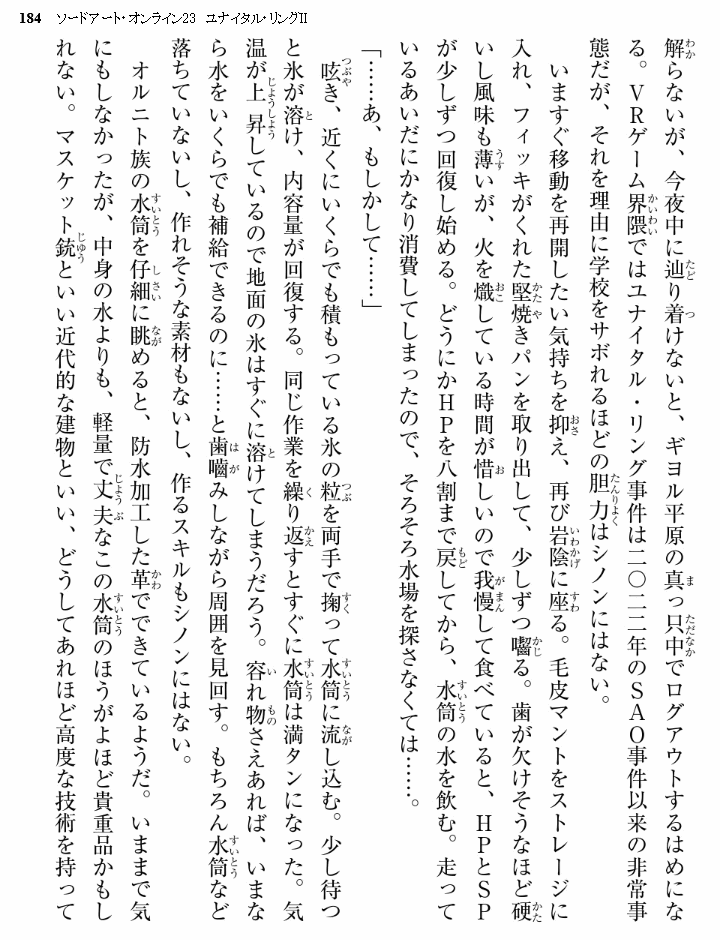 184 ソードアート・オンライン23 ユナイタル・リングⅡ
解らないが、今夜中に辿り着けないと、ギヨル平原の真っ只中でログアウトするはめにな
る。VRゲーム界隈ではユナイタル・リング事件は二〇二二年のSAO事件以来の非常事
態だが、それを理由に学校をサボれるほどの胆力はシノンにはない。
いますぐ移動を再開したい気持ちを抑え、再び岩陰に座る。毛皮マントをストレージに
入れ、フィッキがくれた堅焼きパンを取り出して、少しずつ囓る。歯が欠けそうなほど硬
いし風味も薄いが、火を熾している時間が惜しいので我慢して食べていると、HPとSP
が少しずつ回復し始める。どうにかHPを八割まで戻してから、水筒の水を飲む。走って
いるあいだにかなり消費してしまったので、そろそろ水場を探さなくては……。
「……あ、もしかして……」
呟き、近くにいくらでも積もっている氷の粒を両手で掬って水筒に流し込む。少し待つ
と氷が溶け、内容量が回復する。同じ作業を繰り返すとすぐに水筒は満タンになった。気
温が上昇しているので地面の氷はすぐに溶けてしまうだろう。容れ物さえあれば、いまな
ら水をいくらでも補給できるのに……と歯嚙みしながら周囲を見回す。もちろん水筒など
落ちていないし、作れそうな素材もないし、作るスキルもシノンにはない。
オルニト族の水筒を仔細に眺めると、防水加工した革でできているようだ。いままで気
にもしなかったが、中身の水よりも、軽量で丈夫なこの水筒のほうがよほど貴重品かもし
れない。マスケット銃といい近代的な建物といい、どうしてあれほど高度な技術を持って